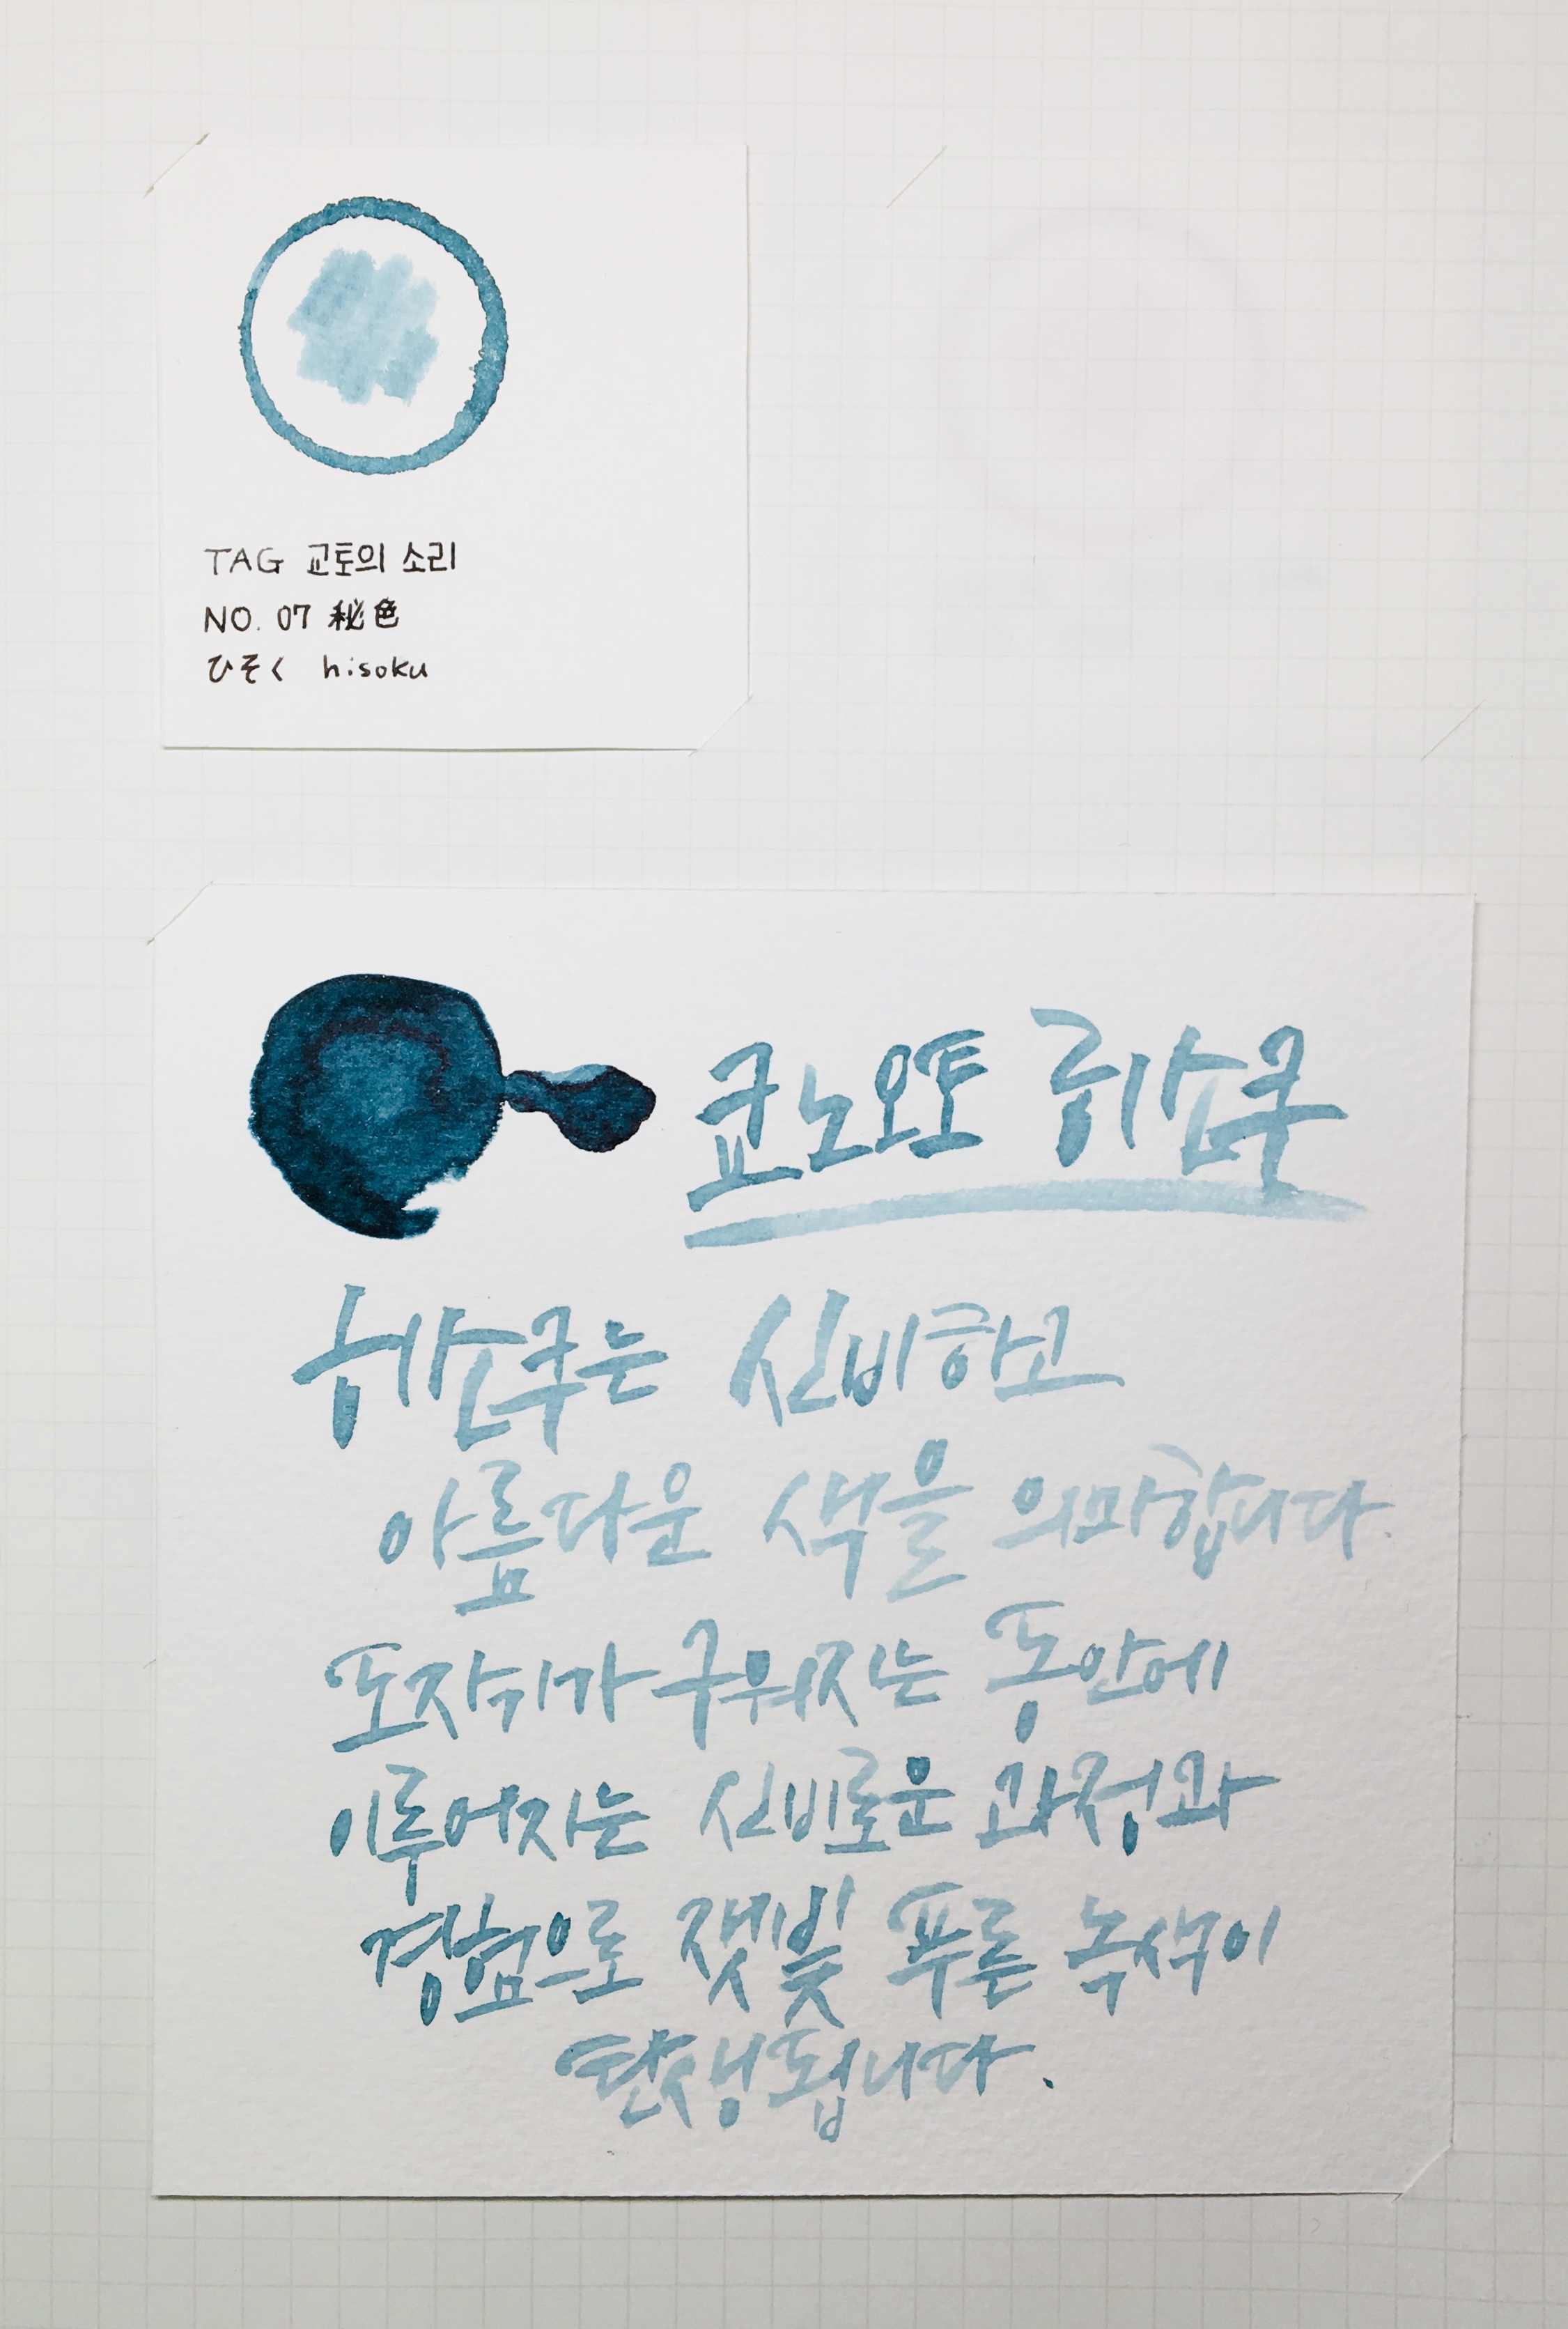 TAG 교토의 소리
NO. 07 秘色
ひそく hisoku
쿄노오토 히소쿠
히소쿠는 신비하고
아름다운 색을 의미합니다
도자기가 구워지는 동안에
이루어지는 신비로운 과정과
경험으로 잿빛 푸른 녹색이
탄생됩니다.